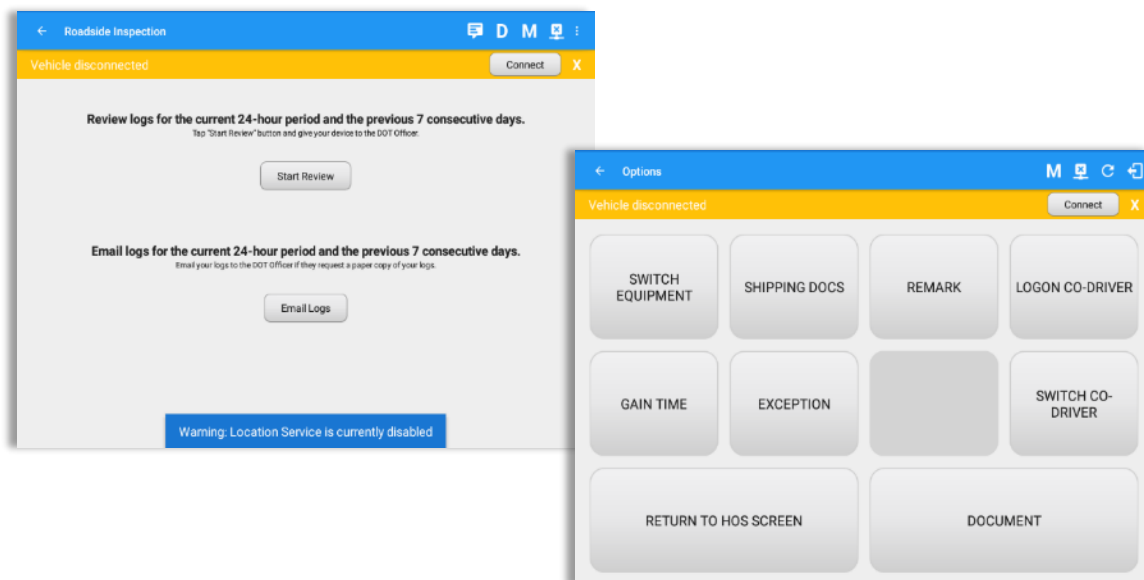 Roadside Inspection
D M
Vehicle disconnected
Connect
X
Review logs for the current 24-hour period and the previous 7 consecutive days.
Tap "Start Review" button and give your device to the DOT Officer.
Start Review
Email logs for the current 24-hour period and the previous 7 consecutive days.
Email your logs to the DOT Officer if they request a paper copy of your logs.
Email Logs
Warning: Location Service is currently disabled
Options
M
Vehicle disconnected
Connect
X
SWITCH
EQUIPMENT
SHIPPING DOCS
REMARK
LOGON CO-DRIVER
GAIN TIME
EXCEPTION
SWITCH CO-
DRIVER
RETURN TO HOS SCREEN
DOCUMENT